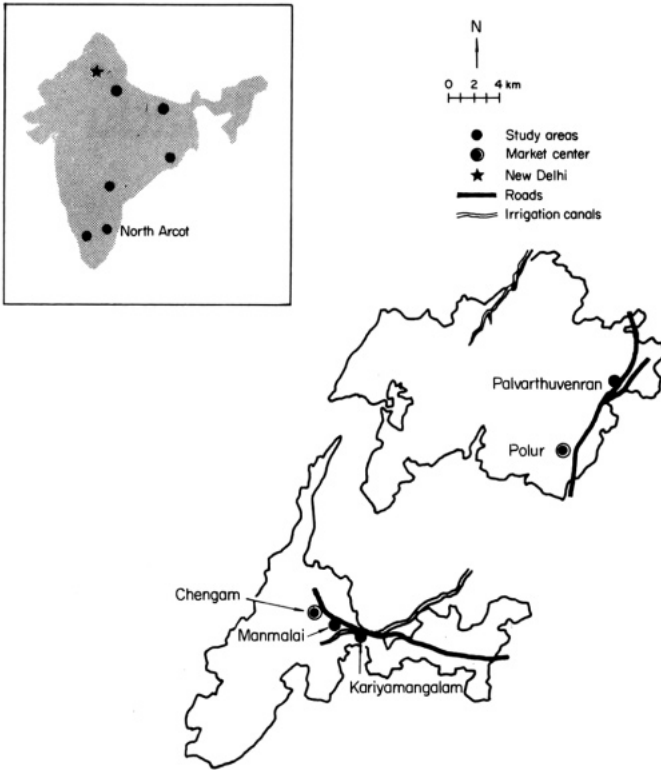 North Arcot
N
0 2 4 km
Study areas
Market center
New Delhi
Roads
Irrigation canals
Palvarthuvenran
Polur
Chengam
Manmalai
Kariyamangalam